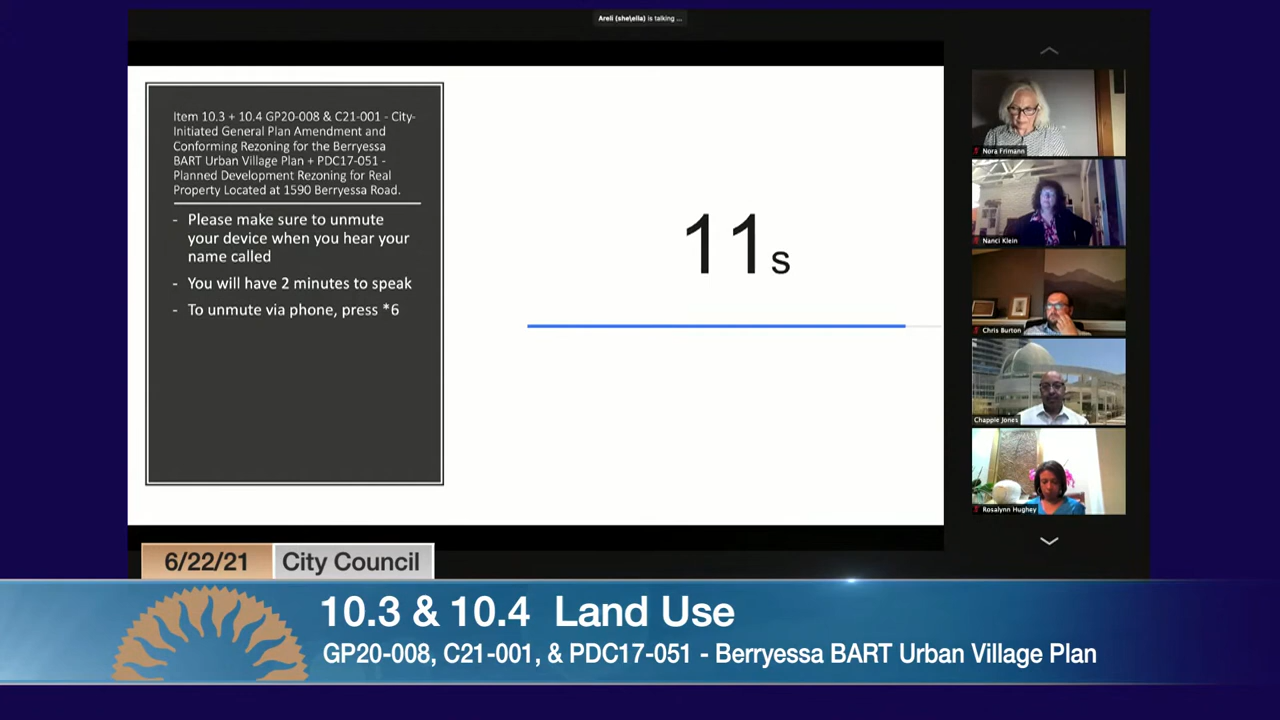 Areli (she\ella) is talking ...
Item 10.3 + 10.4 GP20-008 & C21-001 - City-
Initiated General Plan Amendment and
Conforming Rezoning for the Berryessa
BART Urban Village Plan + PDC17-051 -
Planned Development Rezoning for Real
Property Located at 1590 Berryessa Road.
- Please make sure to unmute
your device when you hear your
name called
- You will have 2 minutes to speak
- To unmute via phone, press *6
11s
Nora Frimann
Nanci Klein
Chris Burton
Chappie Jones
Rosalynn Hughey
6/22/21 City Council
10.3 & 10.4 Land Use
GP20-008, C21-001, & PDC17-051 - Berryessa BART Urban Village Plan